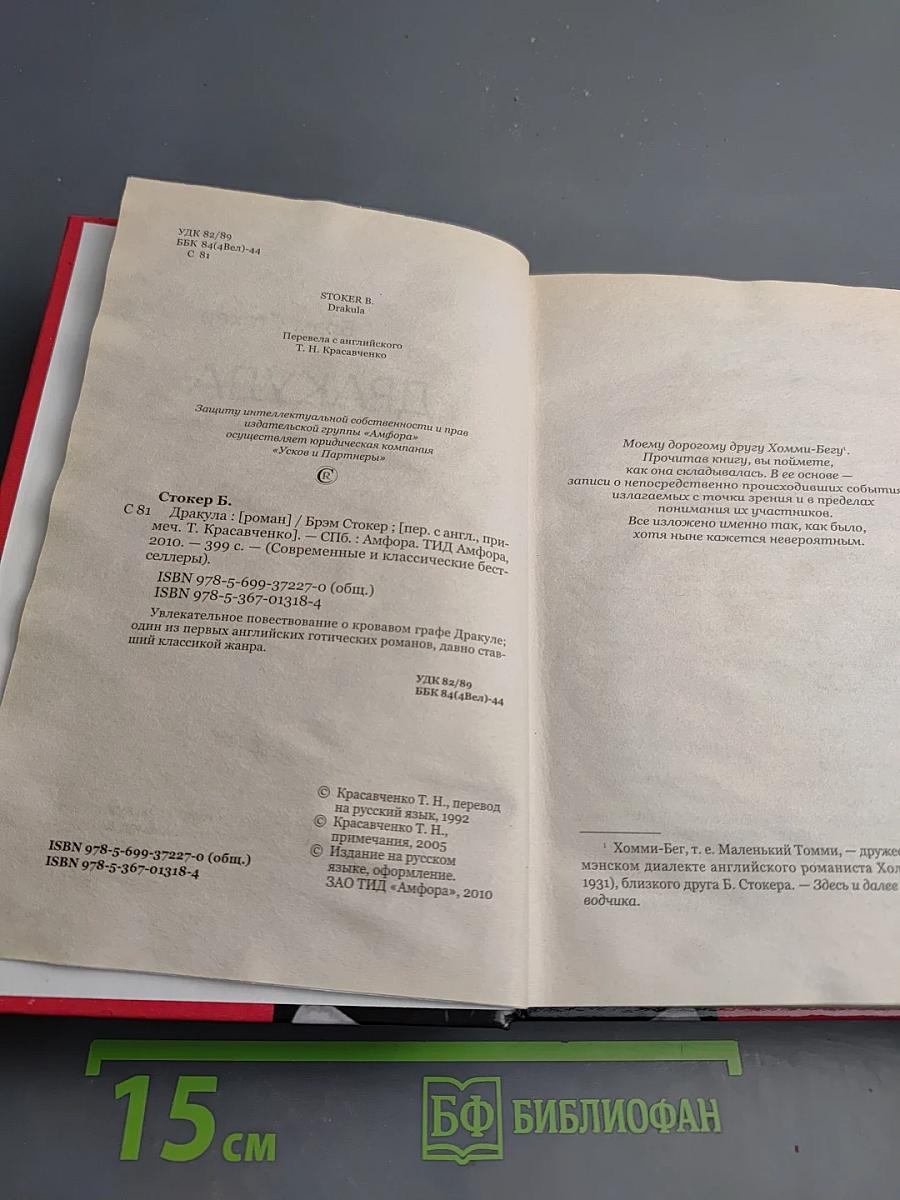 УДК 82/89
ББК 84(4Вел)-44
С 81
STOKER B.
Drakula
Перевела с английского
Т. Н. Красавченко
Защиту интеллектуальной собственности и прав
издательской группы «Амфора»
осуществляет юридическая компания
«Усков и Партнеры»
R
Стокер Б.
С 81 Дракула : [роман] / Брэм Стокер ; [пер. с англ., при-
меч. Т. Красавченко]. — СПб. : Амфора. ТИД Амфора,
2010. — 399 с. — (Современные и классические бест-
селлеры).
ISBN 978-5-699-37227-0 (общ.)
ISBN 978-5-367-01318-4
Увлекательное повествование о кровавом графе Дракуле;
один из первых английских готических романов, давно став-
ший классикой жанра.
УДК 82/89
ББК 84(4Вел)-44
ISBN 978-5-699-37227-0 (общ.)
ISBN 978-5-367-01318-4
© Красавченко Т. Н., перевод
на русский язык, 1992
© Красавченко Т. Н.,
примечания, 2005
© Издание на русском
языке, оформление.
ЗАО ТИД «Амфора», 2010
Моему дорогому другу Хомми-Бегу¹.
Прочитав книгу, вы поймете,
как она складывалась. В ее основе —
записи о непосредственно происходивших события
излагаемых с точки зрения и в пределах
понимания их участников.
Все изложено именно так, как было,
хотя ныне кажется невероятным.
¹ Хомми-Бег, т. е. Маленький Томми, — дружес
мэнском диалекте английского романиста Хол
1931), близкого друга Б. Стокера. — Здесь и далее
водчика.
15 см
БФ БИБЛИОФАН